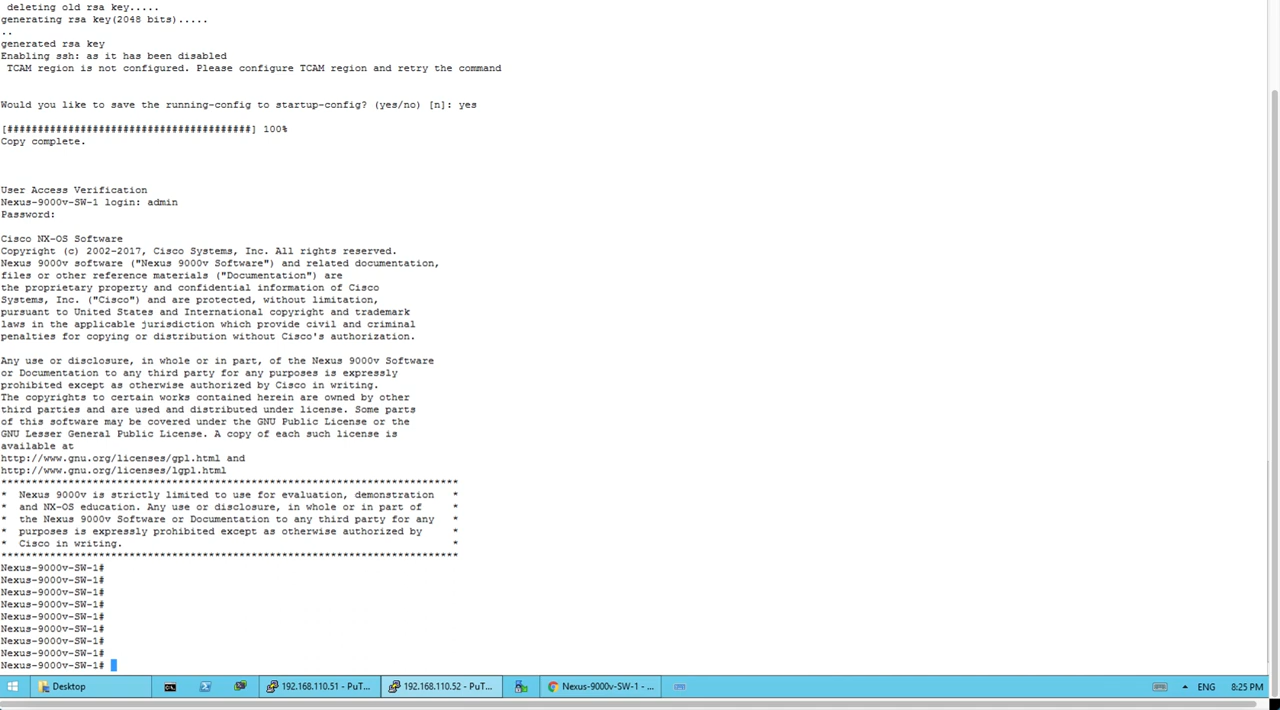 deleting old rsa key.....
generating rsa key(2048 bits).....
..
generated rsa key
Enabling ssh: as it has been disabled
TCAM region is not configured. Please configure TCAM region and retry the command
Would you like to save the running-config to startup-config? (yes/no) [n]: yes
[########################################] 100%
Copy complete.
User Access Verification
Nexus-9000v-SW-1 login: admin
Password:
Cisco NX-OS Software
Copyright (c) 2002-2017, Cisco Systems, Inc. All rights reserved.
Nexus 9000v software ("Nexus 9000v Software") and related documentation,
files or other reference materials ("Documentation") are
the proprietary property and confidential information of Cisco
Systems, Inc. ("Cisco") and are protected, without limitation,
pursuant to United States and International copyright and trademark
laws in the applicable jurisdiction which provide civil and criminal
penalties for copying or distribution without Cisco's authorization.
Any use or disclosure, in whole or in part, of the Nexus 9000v Software
or Documentation to any third party for any purposes is expressly
prohibited except as otherwise authorized by Cisco in writing.
The copyrights to certain works contained herein are owned by other
third parties and are used and distributed under license. Some parts
of this software may be covered under the GNU Public License or the
GNU Lesser General Public License. A copy of each such license is
available at
http://www.gnu.org/licenses/gpl.html and
http://www.gnu.org/licenses/lgpl.html
***************************************************************************
* Nexus 9000v is strictly limited to use for evaluation, demonstration *
* and NX-OS education. Any use or disclosure, in whole or in part of *
* the Nexus 9000v Software or Documentation to any third party for any *
* purposes is expressly prohibited except as otherwise authorized by *
* Cisco in writing. *
***************************************************************************
Nexus-9000v-SW-1#
Nexus-9000v-SW-1#
Nexus-9000v-SW-1#
Nexus-9000v-SW-1#
Nexus-9000v-SW-1#
Nexus-9000v-SW-1#
Nexus-9000v-SW-1#
Nexus-9000v-SW-1#
Nexus-9000v-SW-1#
Desktop 192.168.110.51 - PuT... 192.168.110.52 - PuT... Nexus-9000v-SW-1 - ... ENG 8:25 PM